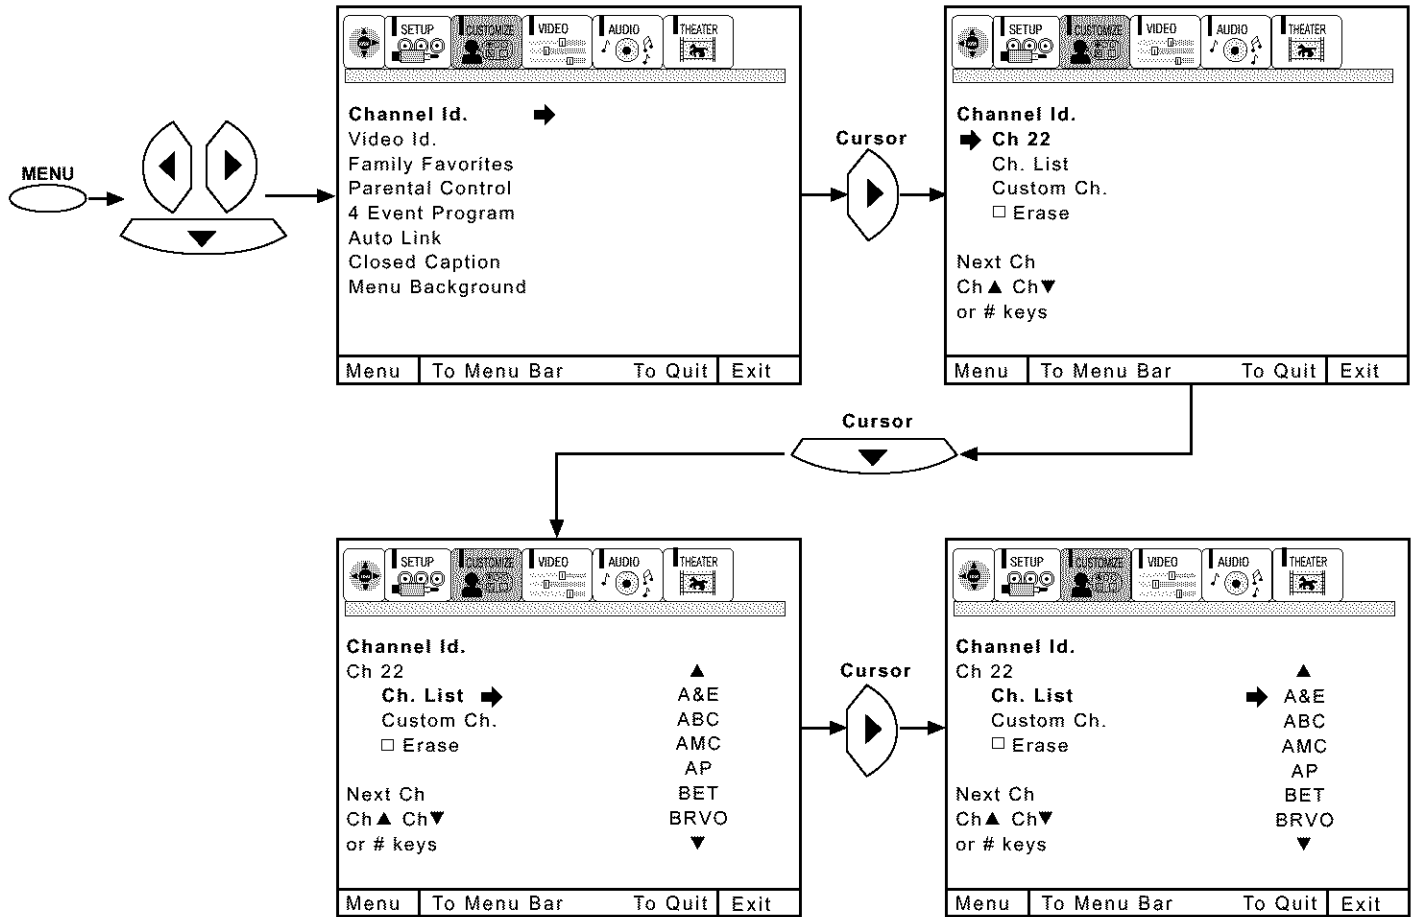 SETUP CUSTOMIZE VIDEO AUDIO THEATER
Channel Id.
Video Id.
Family Favorites
Parental Control
4 Event Program
Auto Link
Closed Caption
Menu Background
Menu To Menu Bar To Quit Exit
MENU
Cursor
SETUP CUSTOMIZE VIDEO AUDIO THEATER
Channel Id.
Ch 22
Ch. List
Custom Ch.
□ Erase
Next Ch
Ch▲ Ch▼
or # keys
Menu To Menu Bar To Quit Exit
Cursor
SETUP CUSTOMIZE VIDEO AUDIO THEATER
Channel Id.
Ch 22 ▲
Ch. List A&E
Custom Ch. ABC
□ Erase AMC
AP
Next Ch BET
Ch▲ Ch▼ BRVO
or # keys ▼
Menu To Menu Bar To Quit Exit
Cursor
SETUP CUSTOMIZE VIDEO AUDIO THEATER
Channel Id.
Ch 22 ▲
Ch. List A&E
Custom Ch. ABC
□ Erase AMC
AP
Next Ch BET
Ch▲ Ch▼ BRVO
or # keys ▼
Menu To Menu Bar To Quit Exit